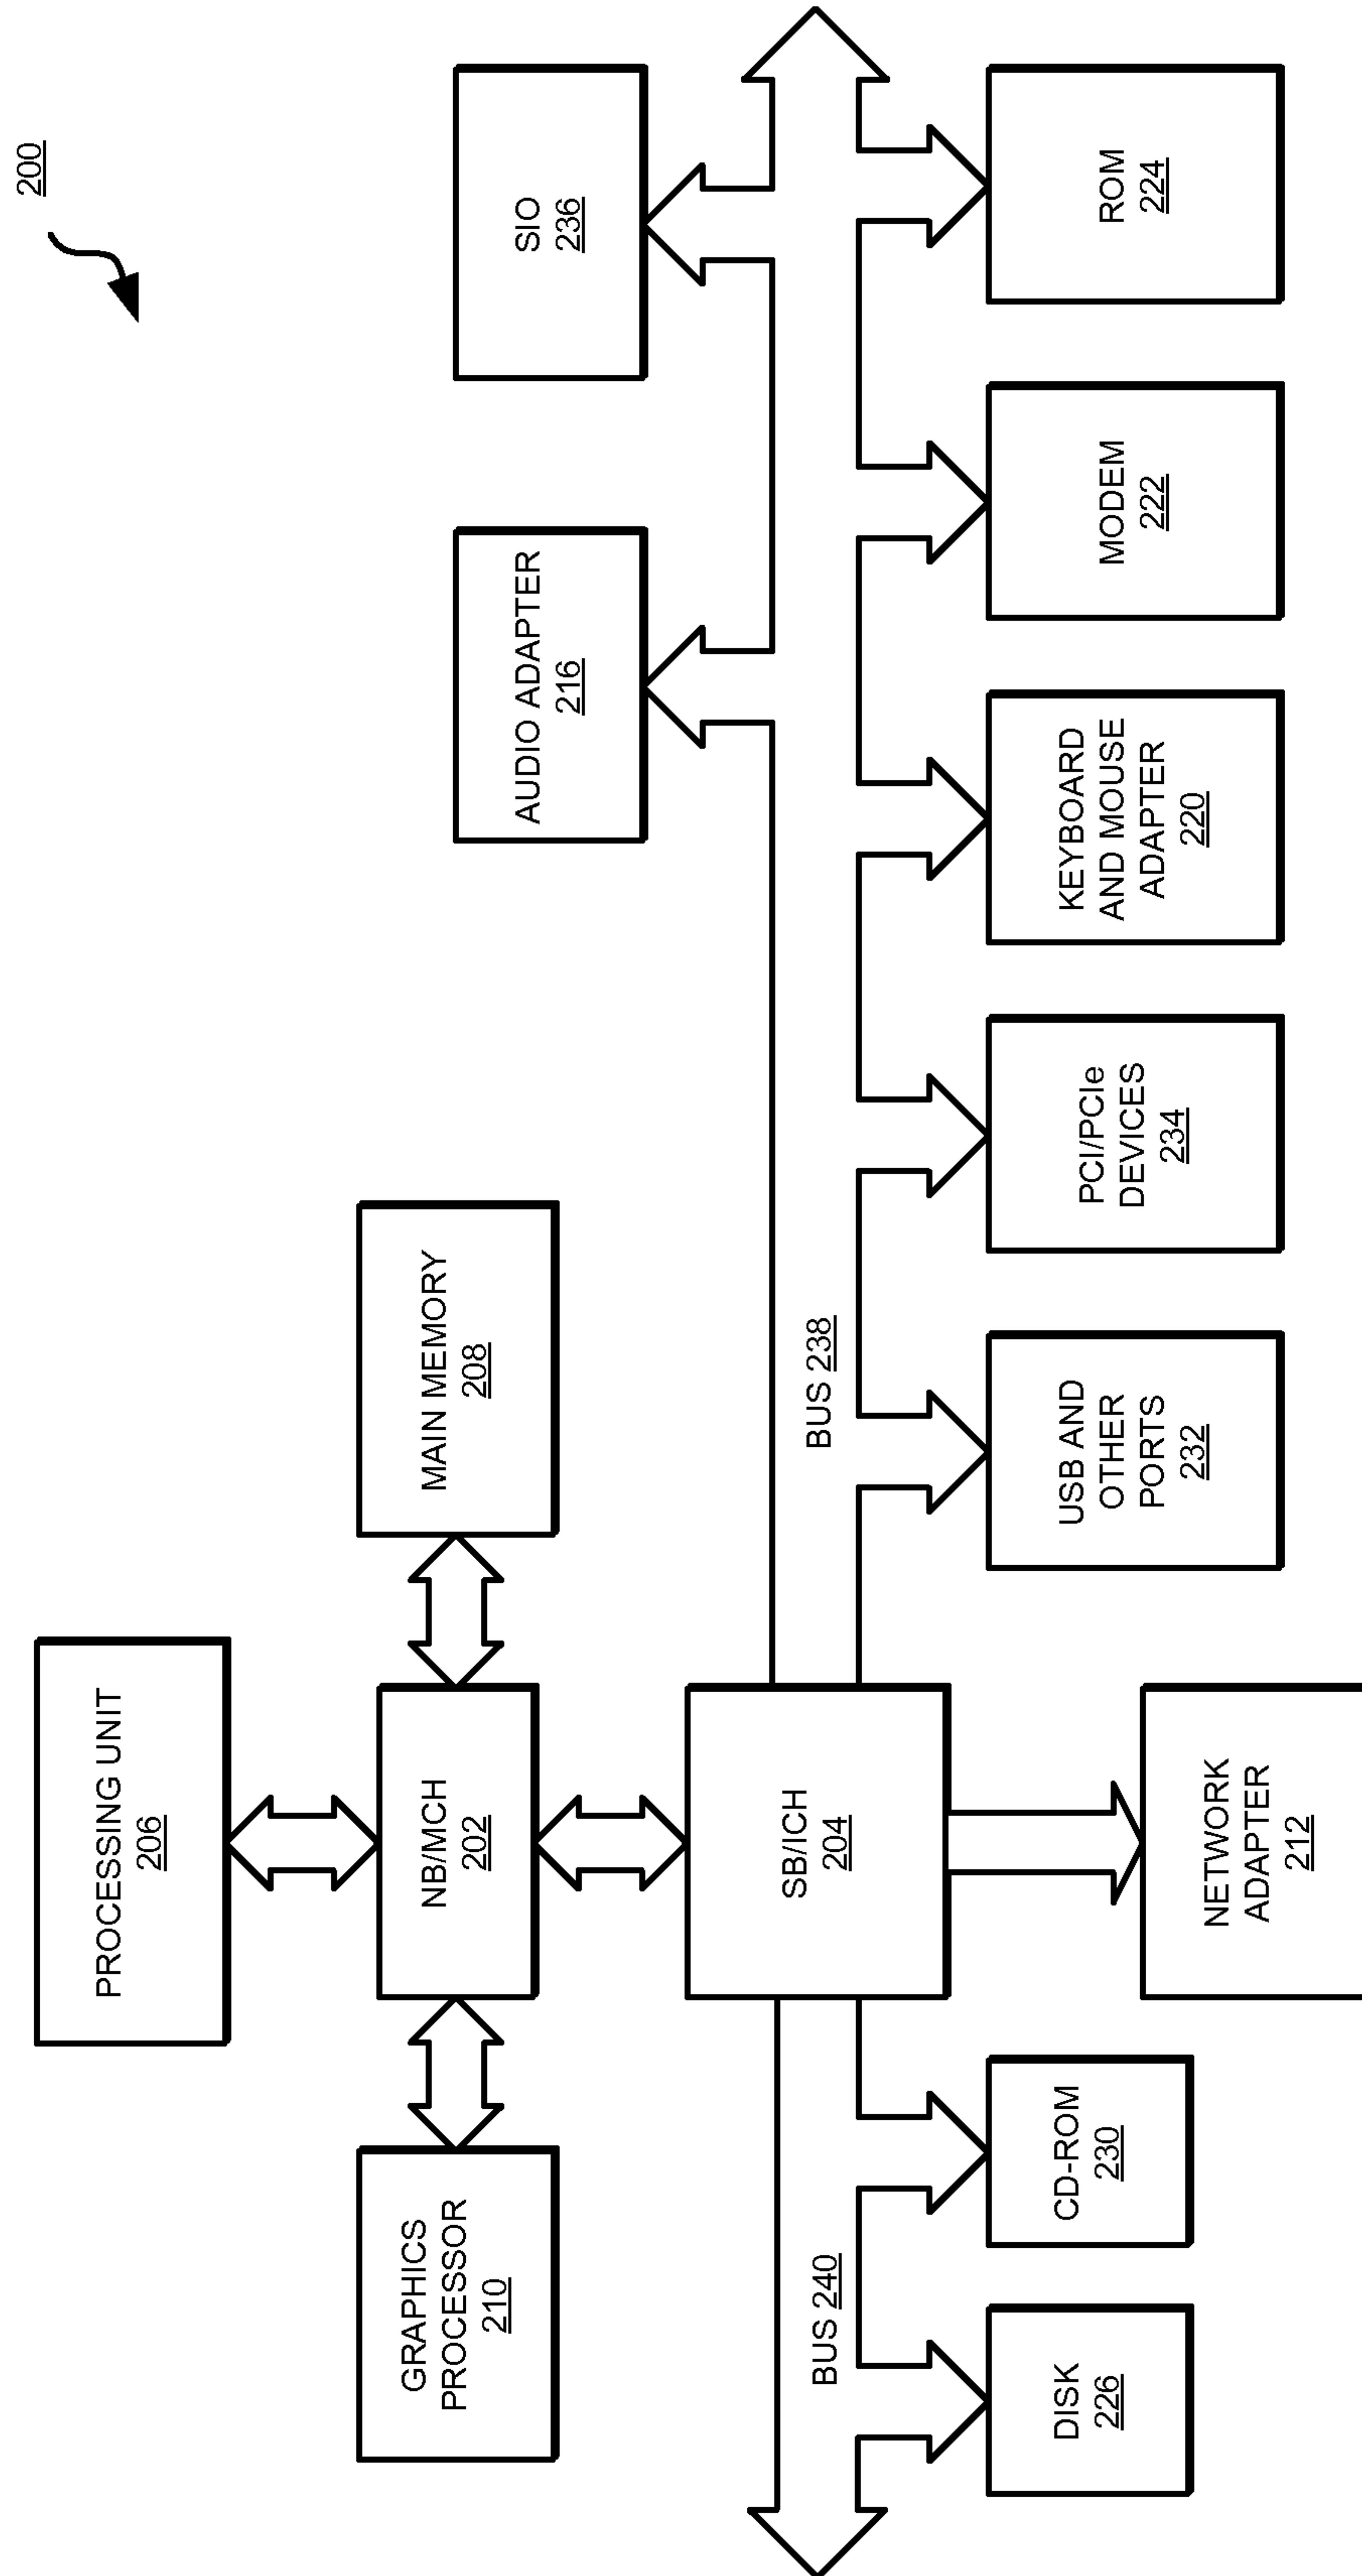 200
PROCESSING UNIT
206
GRAPHICS
PROCESSOR
210
NB/MCH
202
MAIN MEMORY
208
AUDIO ADAPTER
216
SIO
236
SB/ICH
204
BUS 240
BUS 238
DISK
226
CD-ROM
230
USB AND
OTHER
PORTS
232
PCI/PCIe
DEVICES
234
KEYBOARD
AND MOUSE
ADAPTER
220
MODEM
222
ROM
224
NETWORK
ADAPTER
212